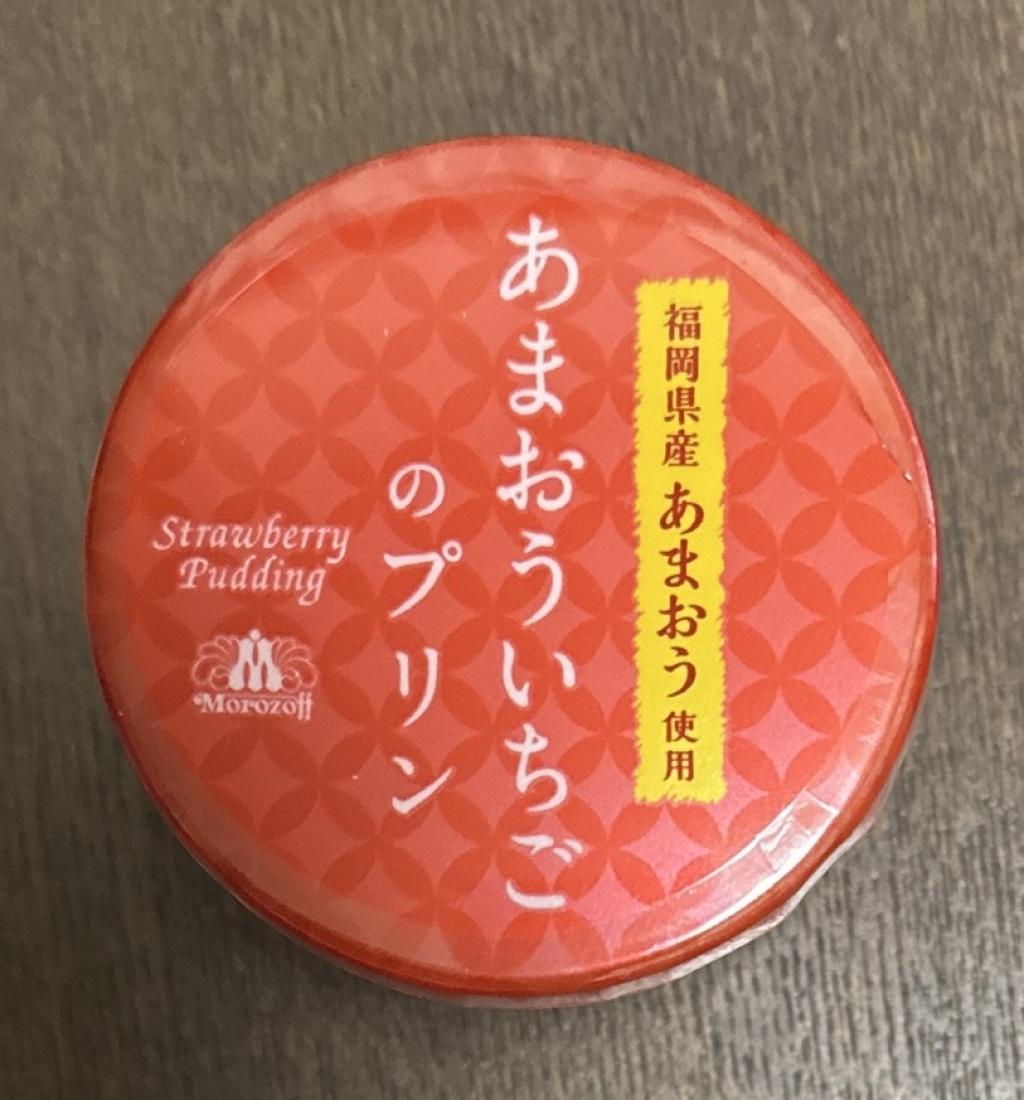 福岡県産 あまおう 使用
あまおういちご
のプリン
Strawberry
Pudding
Morozoff